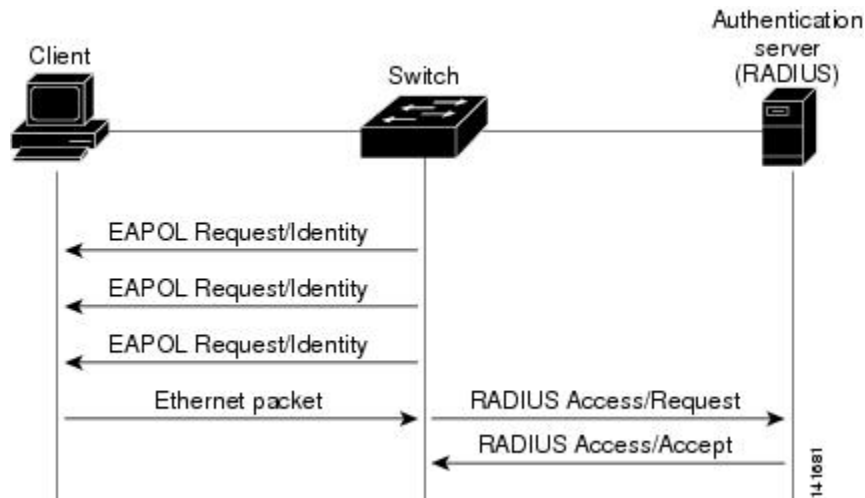 Client
Switch
Authentication
server
(RADIUS)
EAPOL Request/Identity
EAPOL Request/Identity
EAPOL Request/Identity
Ethernet packet
RADIUS Access/Request
RADIUS Access/Accept
141681